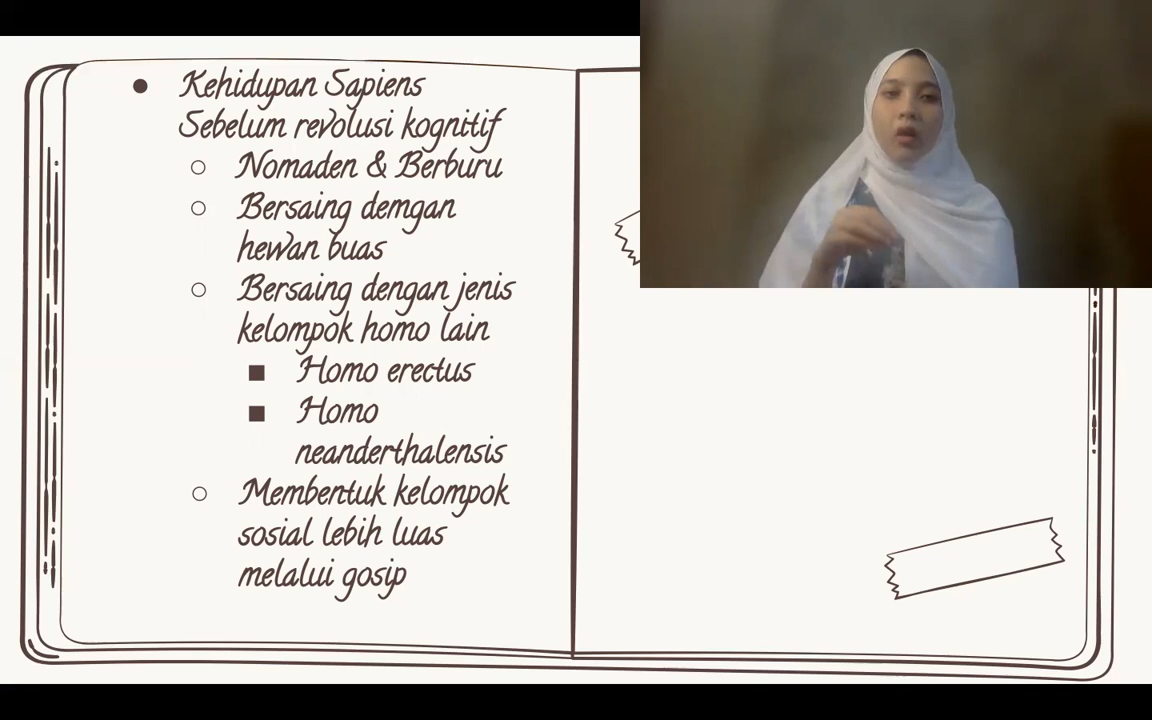 Kehidupan Sapiens
Sebelum revolusi kognitif
Nomaden & Berburu
Bersaing demgan
hewan buas
Bersaing dengan jenis
kelompok homo lain
Homo erectus
Homo
neanderthalensis
Membentuk kelompok
sosial lebih luas
melalui gosip